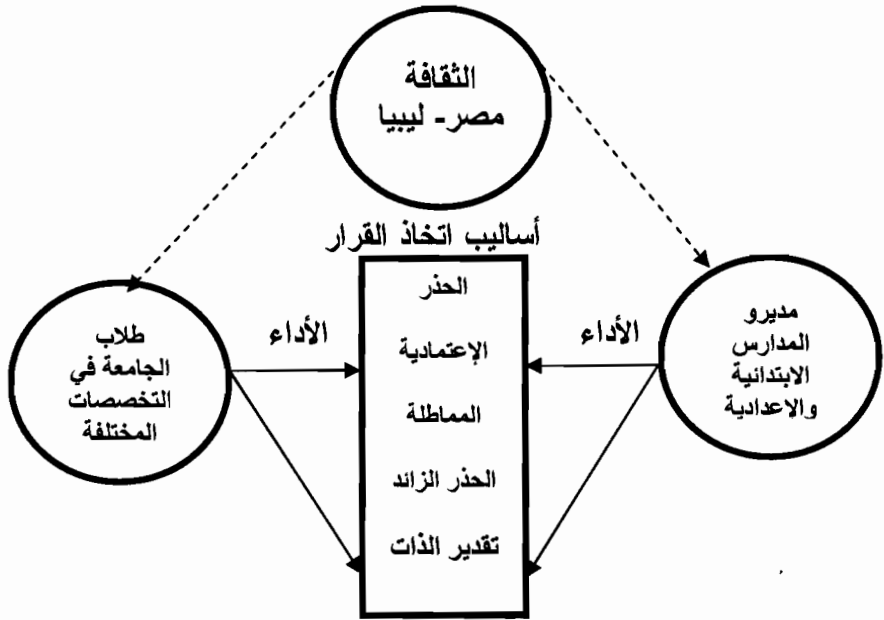 الثقافة
مصر- ليبيا
أساليب اتخاذ القرار
الحذر
الإعتمادية
المماطلة
الحذر الزائد
تقدير الذات
الأداء
مديرو
المدارس
الابتدائية
والاعدادية
الأداء
طلاب
الجامعة في
التخصصات
المختلفة